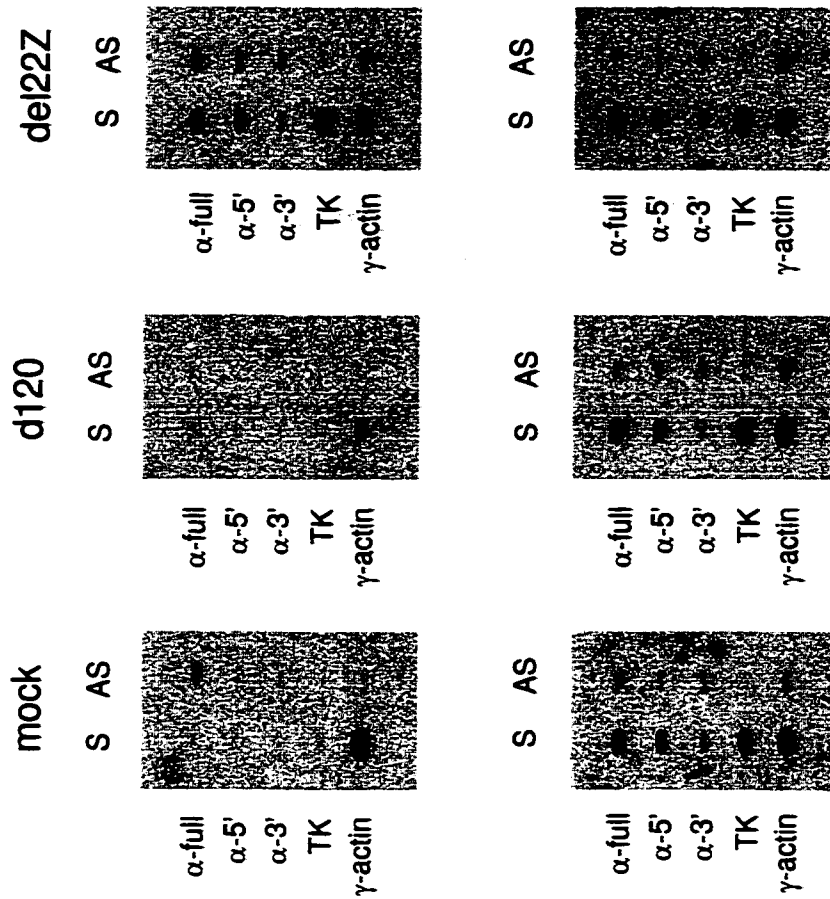 mock d120 del22Z
S AS S AS S AS
α-full α-full α-full
α-5' α-5' α-5'
α-3' α-3' α-3'
TK TK TK
γ-actin γ-actin γ-actin
S AS S AS S AS
α-full α-full α-full
α-5' α-5' α-5'
α-3' α-3' α-3'
TK TK TK
γ-actin γ-actin γ-actin